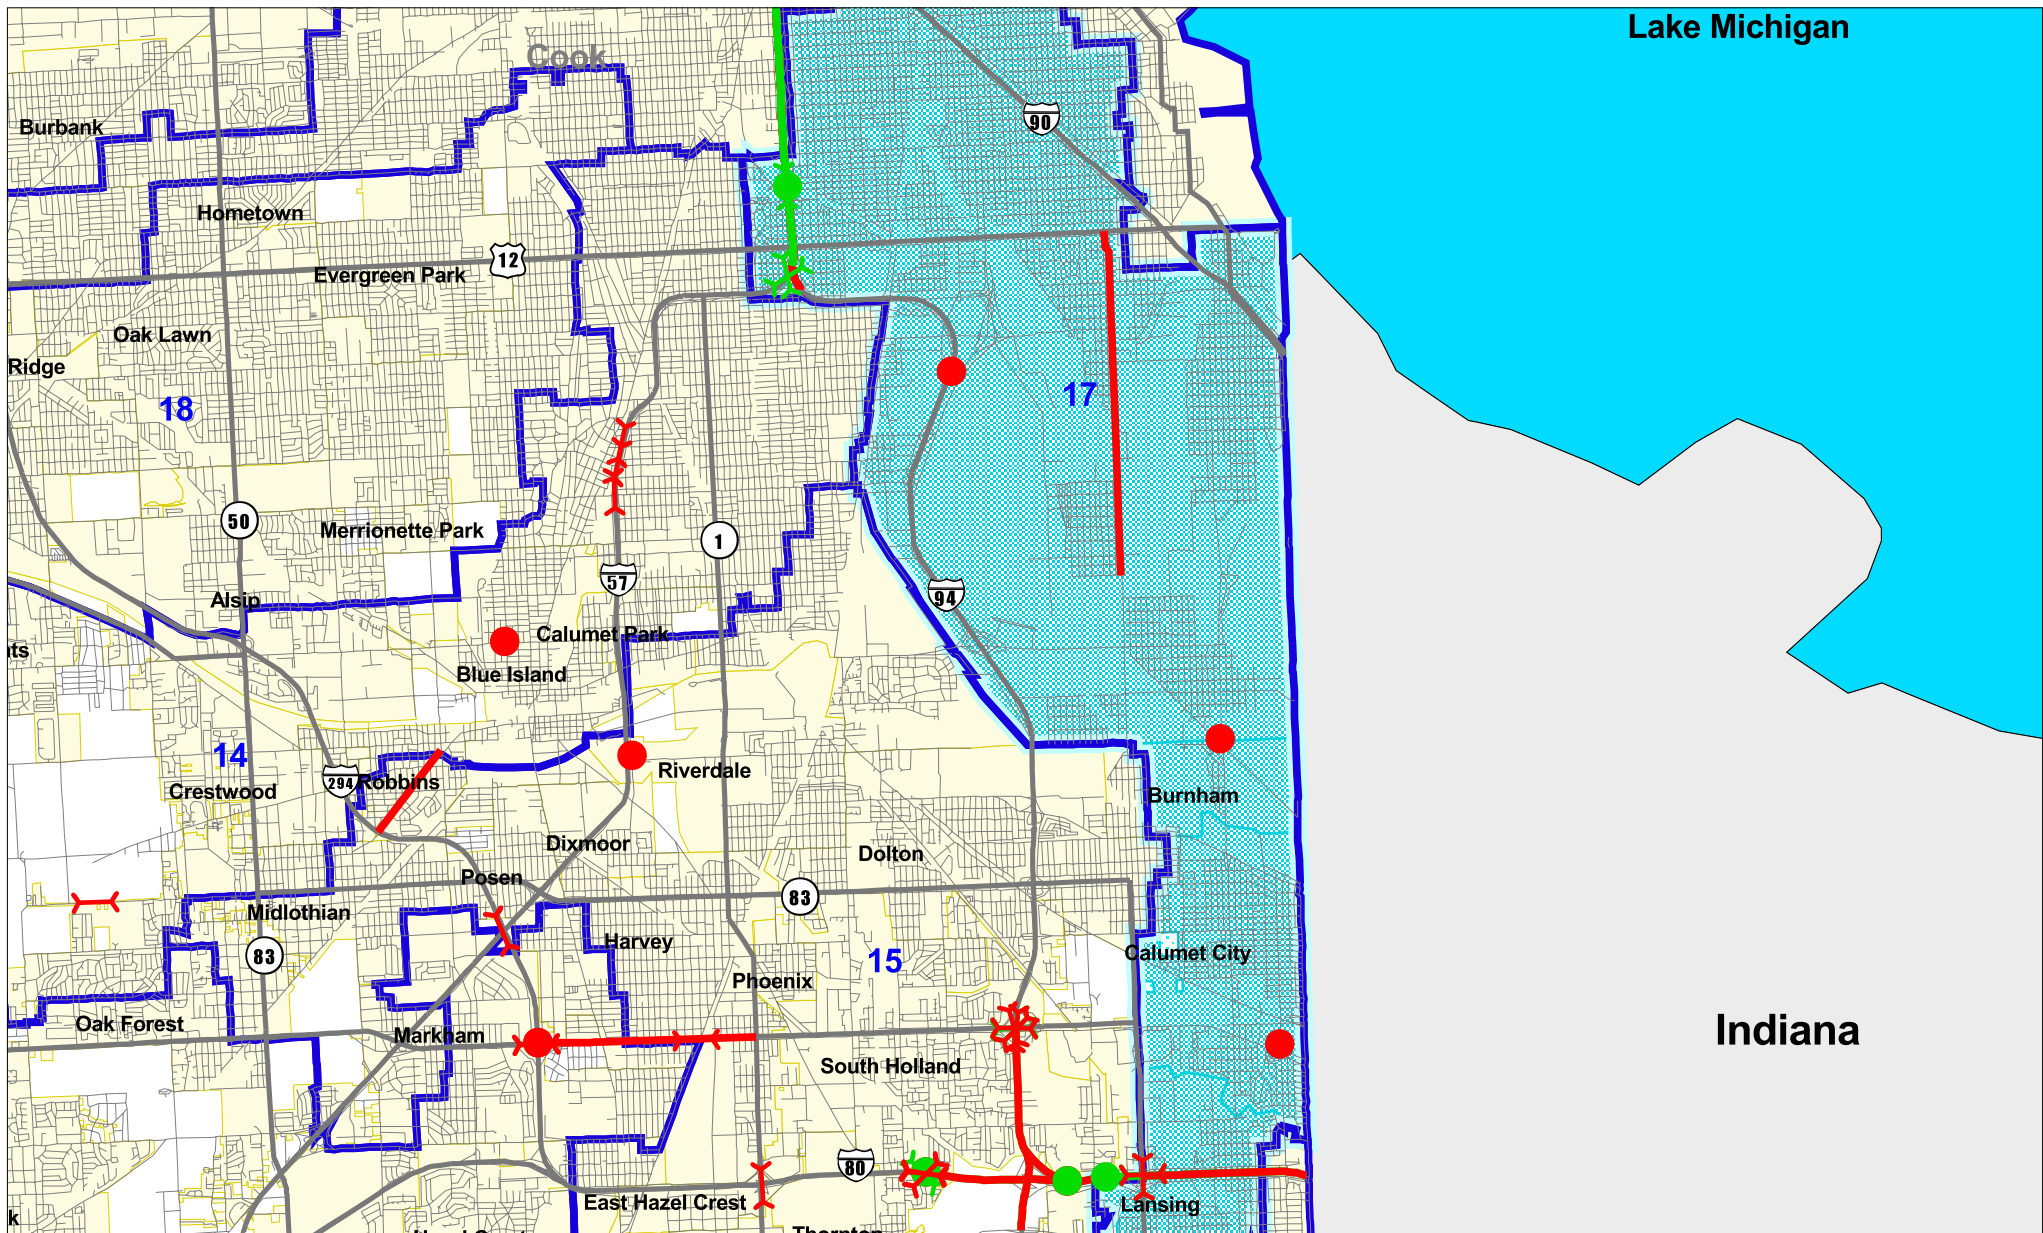 Lake Michigan
Cook
90
Burbank
Hometown
12
Evergreen Park
Oak Lawn
Ridge
18
17
50
Merrionette Park
1
57
94
Alsip
Calumet Park
ts
Blue Island
14
Riverdale
294
Robbins
Crestwood
Burnham
Dixmoor
Dolton
Posen
83
Midlothian
Harvey
83
15
Calumet City
Phoenix
Oak Forest
Markham
Indiana
South Holland
80
East Hazel Crest
Lansing
k
Thornton